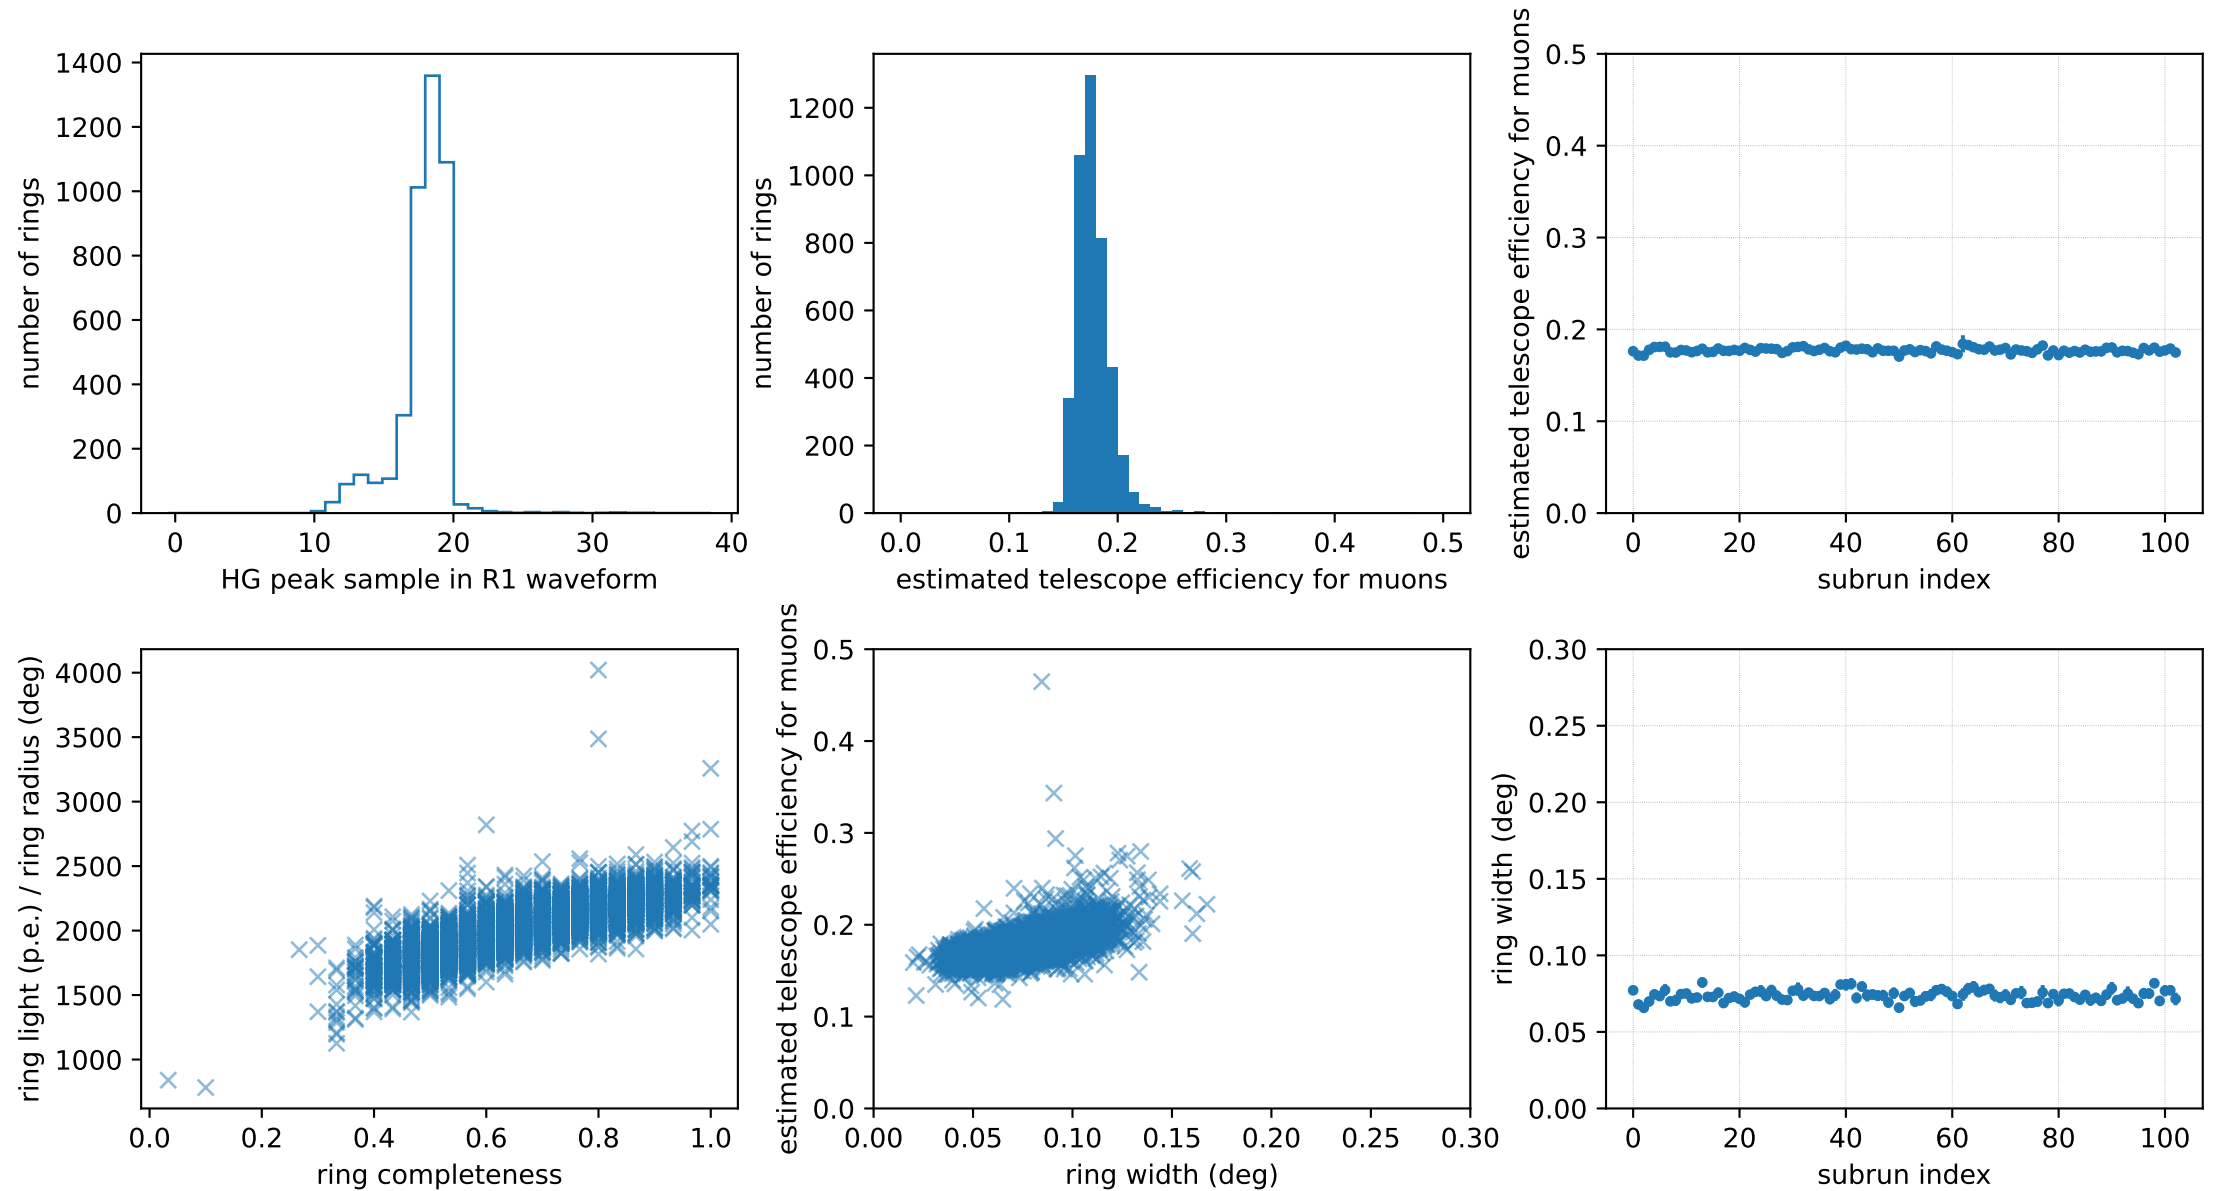 number of rings
1400
1200
1000
800
600
400
200
0
0 10 20 30 40
HG peak sample in R1 waveform
number of rings
1200
1000
800
600
400
200
0
0.0 0.1 0.2 0.3 0.4 0.5
estimated telescope efficiency for muons
estimated telescope efficiency for muons
0.5
0.4
0.3
0.2
0.1
0.0
0 20 40 60 80 100
subrun index
ring light (p.e.) / ring radius (deg)
4000
3500
3000
2500
2000
1500
1000
0.0 0.2 0.4 0.6 0.8 1.0
ring completeness
estimated telescope efficiency for muons
0.5
0.4
0.3
0.2
0.1
0.0
0.00 0.05 0.10 0.15 0.20 0.25 0.30
ring width (deg)
ring width (deg)
0.30
0.25
0.20
0.15
0.10
0.05
0.00
0 20 40 60 80 100
subrun index